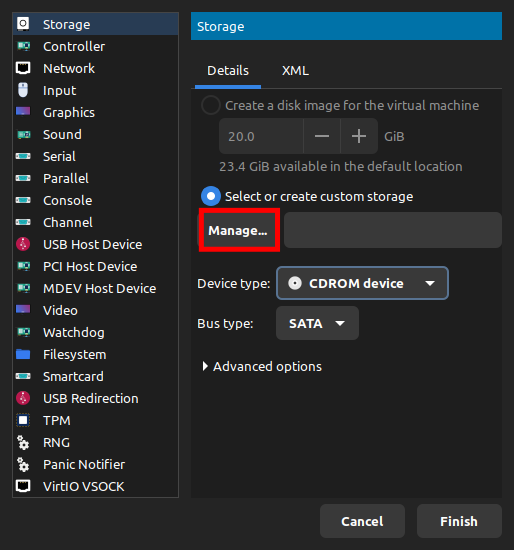 Storage
Controller
Network
Input
Graphics
Sound
Serial
Parallel
Console
Channel
USB Host Device
PCI Host Device
MDEV Host Device
Video
Watchdog
Filesystem
Smartcard
USB Redirection
TPM
RNG
Panic Notifier
VirtIO VSOCK
Storage
Details XML
Create a disk image for the virtual machine
20.0 − + GiB
23.4 GiB available in the default location
Select or create custom storage
Manage...
Device type: CDROM device
Bus type: SATA
Advanced options
Cancel Finish